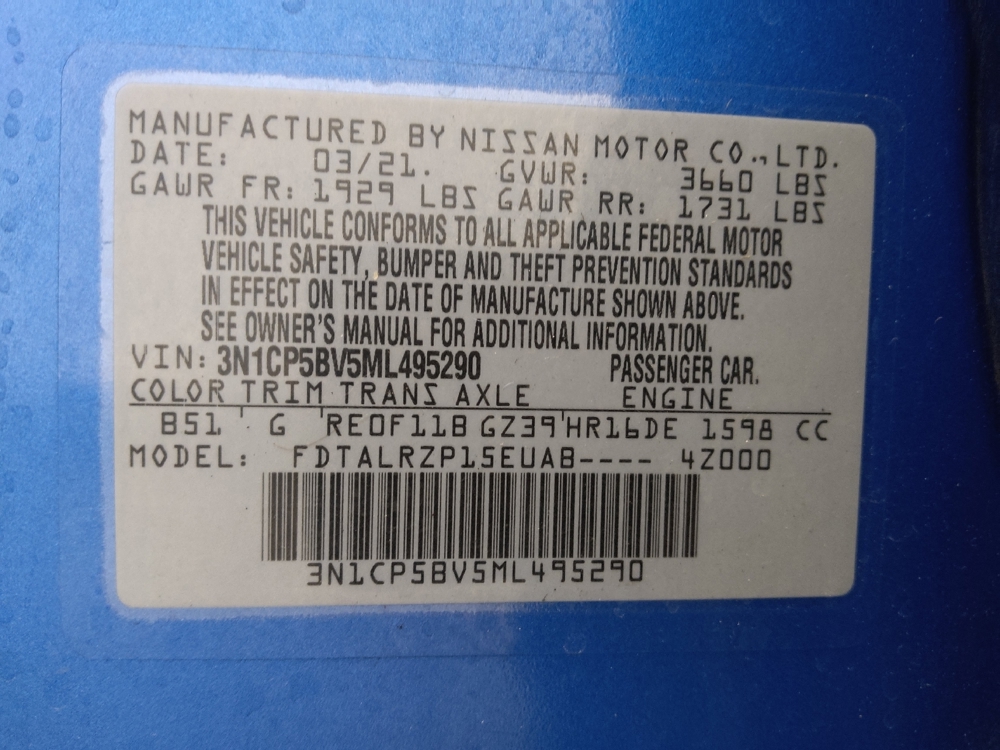 MANUFACTURED BY NISSAN MOTOR CO.,LTD.
DATE: 03/21. GVWR: 3660 LBS
GAWR FR: 1929 LBS GAWR RR: 1731 LBS
THIS VEHICLE CONFORMS TO ALL APPLICABLE FEDERAL MOTOR
VEHICLE SAFETY, BUMPER AND THEFT PREVENTION STANDARDS
IN EFFECT ON THE DATE OF MANUFACTURE SHOWN ABOVE.
SEE OWNER'S MANUAL FOR ADDITIONAL INFORMATION.
VIN: 3N1CP5BV5ML495290 PASSENGER CAR.
COLOR TRIM TRANS AXLE ENGINE
B51 G RE0F11B GZ39 HR16DE 1598 CC
MODEL: FDTALRZP15EUAB---- 4Z000
3N1CP5BV5ML495290